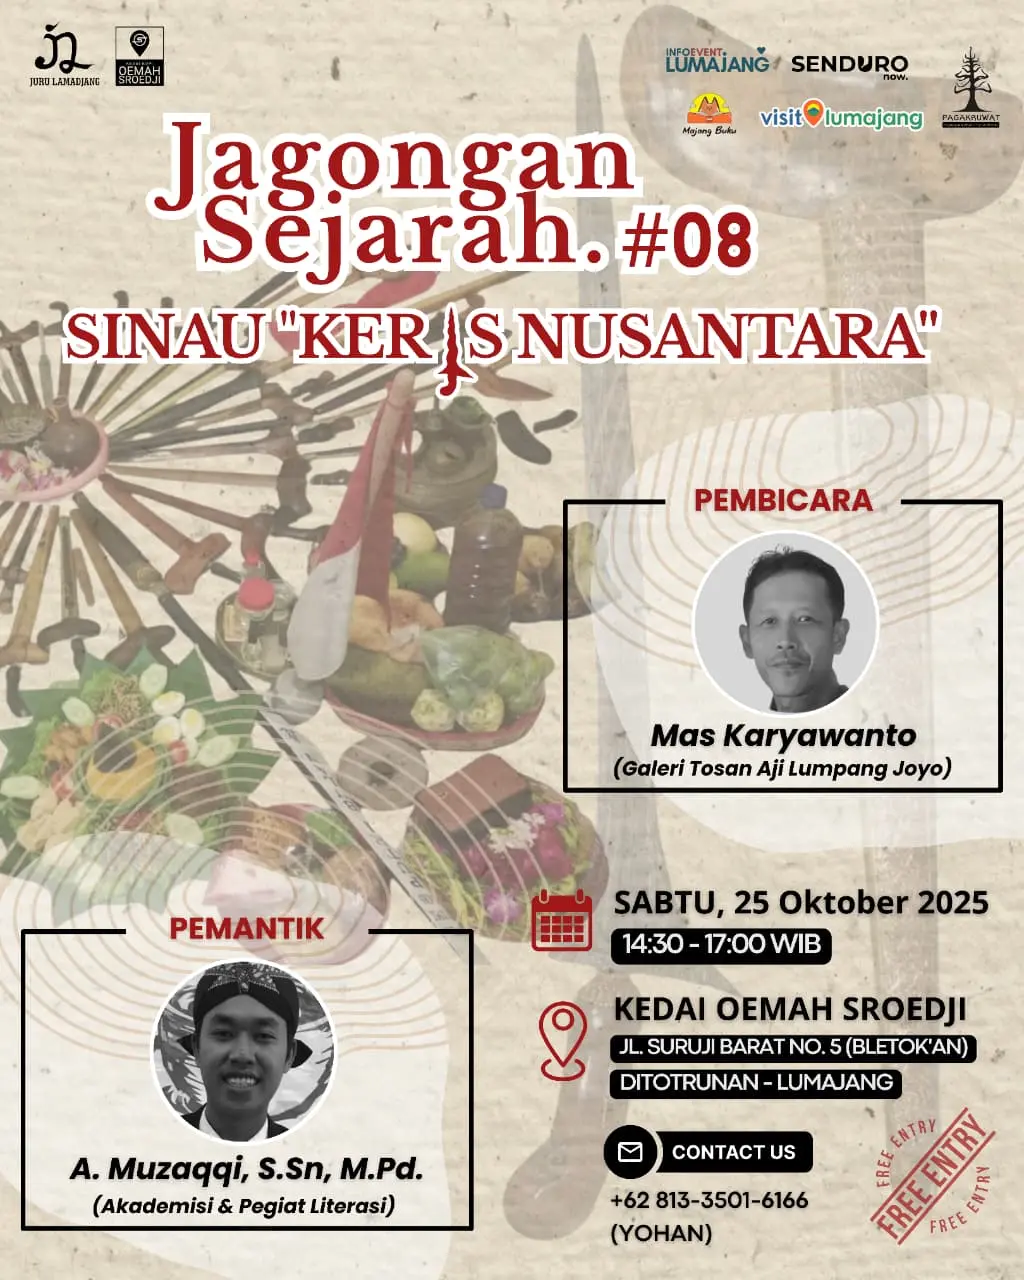 JURU LAMADJANG
OEMAH
SROEDJI
INFOEVENT
LUMAJANG
SENDURO
now.
Majang Buku
visit lumajang
PAGAKRUWAT
Jagongan
Sejarah. #08
SINAU "KERIS NUSANTARA"
PEMBICARA
Mas Karyawanto
(Galeri Tosan Aji Lumpang Joyo)
PEMANTIK
A. Muzaqqi, S.Sn, M.Pd.
(Akademisi & Pegiat Literasi)
SABTU, 25 Oktober 2025
14:30 - 17:00 WIB
KEDAI OEMAH SROEDJI
JL. SURUJI BARAT NO. 5 (BLETOK'AN)
DITOTRUNAN - LUMAJANG
CONTACT US
+62 813-3501-6166
(YOHAN)
FREE ENTRY
FREE ENTRY
FREE ENTRY